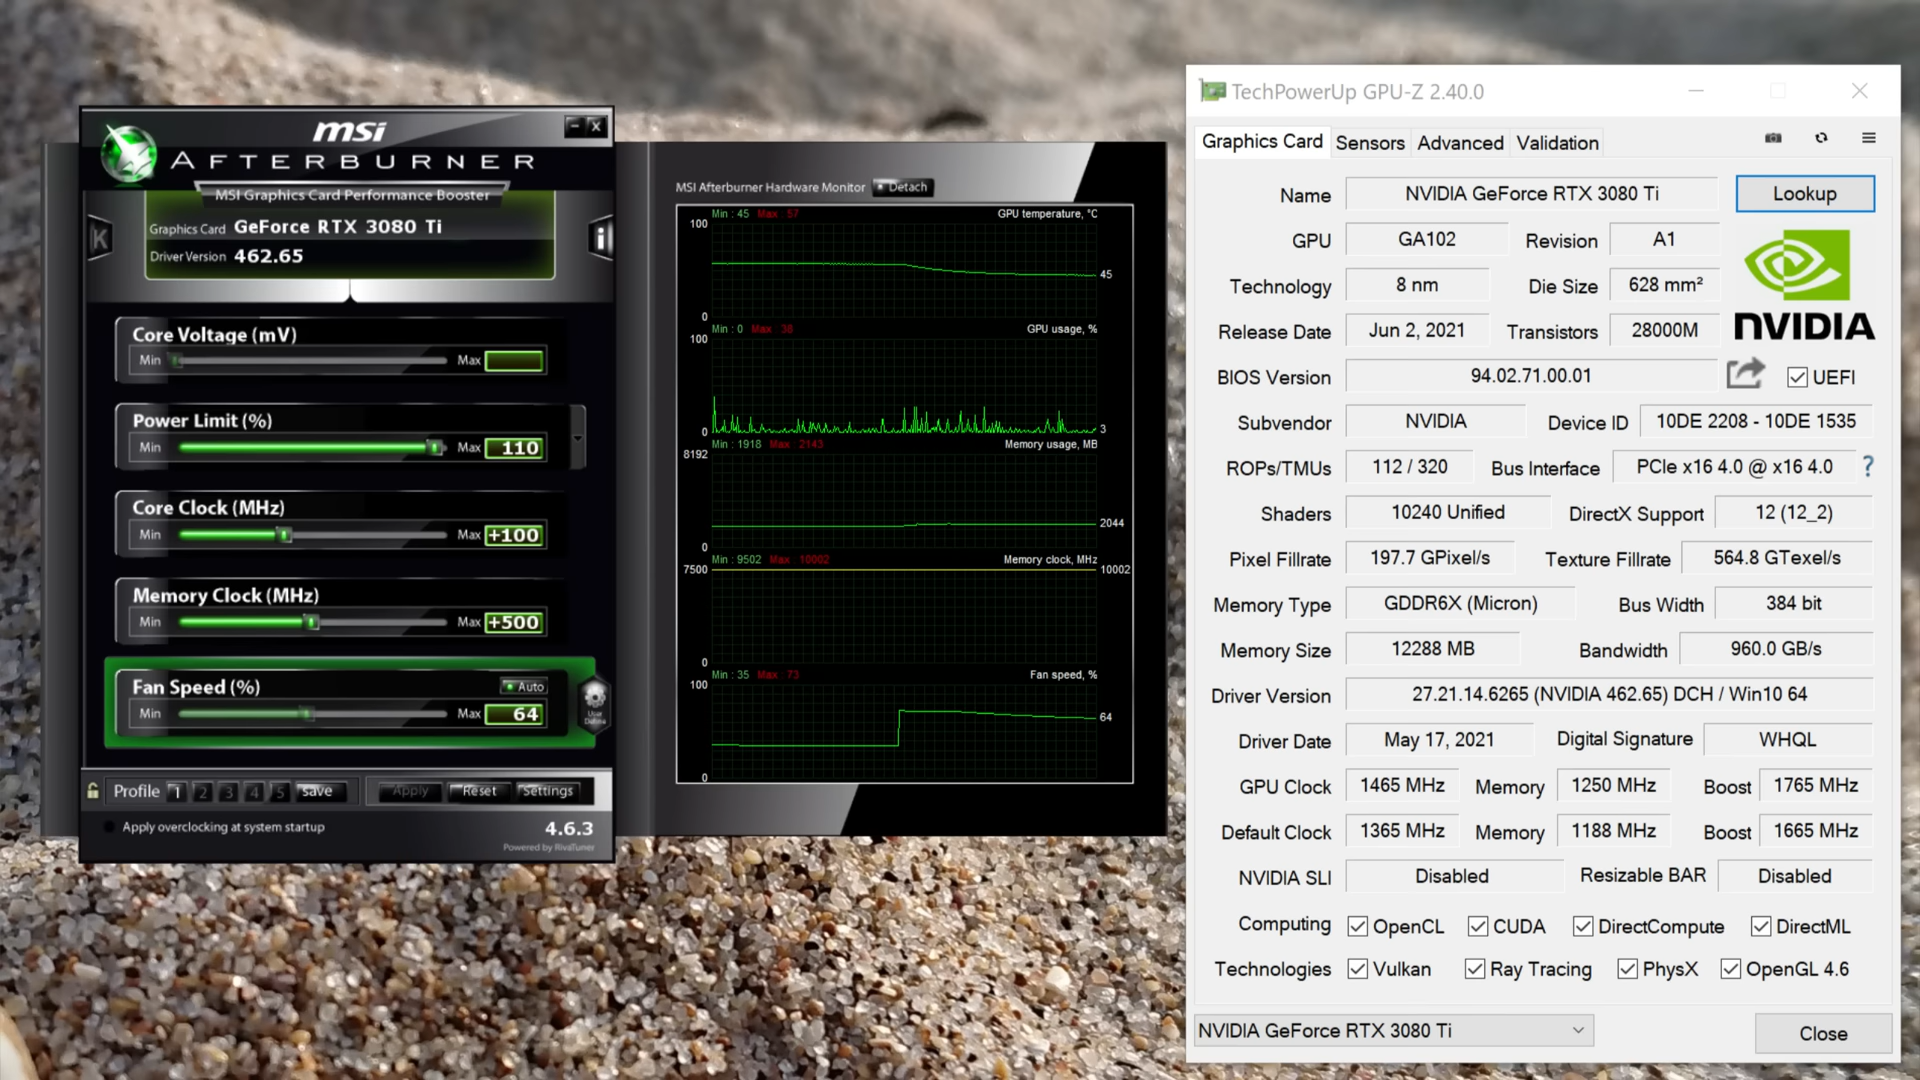 msi
AFTERBURNER
MSI Graphics Card Performance Booster
Graphics Card GeForce RTX 3080 Ti
Driver Version 462.65
K
i
Core Voltage (mV)
Min Max
Power Limit (%)
Min Max 110
Core Clock (MHz)
Min Max +100
Memory Clock (MHz)
Min Max +500
Fan Speed (%) Auto
Min Max 64
User Define
Profile 1 2 3 4 5 save Apply Reset Settings
Apply overclocking at system startup 4.6.3
Powered by RivaTuner
MSI Afterburner Hardware Monitor Detach
Min : 45 Max : 57 GPU temperature, °C
100
45
0
Min : 0 Max : 38 GPU usage, %
100
3
0
Min : 1918 Max : 2143 Memory usage, MB
8192
2044
0
Min : 9502 Max : 10002 Memory clock, MHz
7500 10002
0
Min : 35 Max : 73 Fan speed, %
100
64
0
TechPowerUp GPU-Z 2.40.0
Graphics Card Sensors Advanced Validation
Name NVIDIA GeForce RTX 3080 Ti Lookup
GPU GA102 Revision A1
Technology 8 nm Die Size 628 mm²
Release Date Jun 2, 2021 Transistors 28000M
NVIDIA
BIOS Version 94.02.71.00.01 UEFI
Subvendor NVIDIA Device ID 10DE 2208 - 10DE 1535
ROPs/TMUs 112 / 320 Bus Interface PCIe x16 4.0 @ x16 4.0 ?
Shaders 10240 Unified DirectX Support 12 (12_2)
Pixel Fillrate 197.7 GPixel/s Texture Fillrate 564.8 GTexel/s
Memory Type GDDR6X (Micron) Bus Width 384 bit
Memory Size 12288 MB Bandwidth 960.0 GB/s
Driver Version 27.21.14.6265 (NVIDIA 462.65) DCH / Win10 64
Driver Date May 17, 2021 Digital Signature WHQL
GPU Clock 1465 MHz Memory 1250 MHz Boost 1765 MHz
Default Clock 1365 MHz Memory 1188 MHz Boost 1665 MHz
NVIDIA SLI Disabled Resizable BAR Disabled
Computing OpenCL CUDA DirectCompute DirectML
Technologies Vulkan Ray Tracing PhysX OpenGL 4.6
NVIDIA GeForce RTX 3080 Ti Close